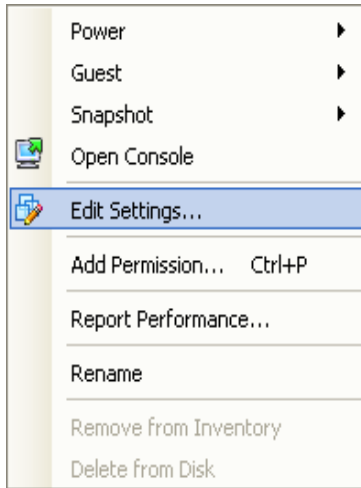 Power
Guest
Snapshot
Open Console
Edit Settings...
Add Permission... Ctrl+P
Report Performance...
Rename
Remove from Inventory
Delete from Disk